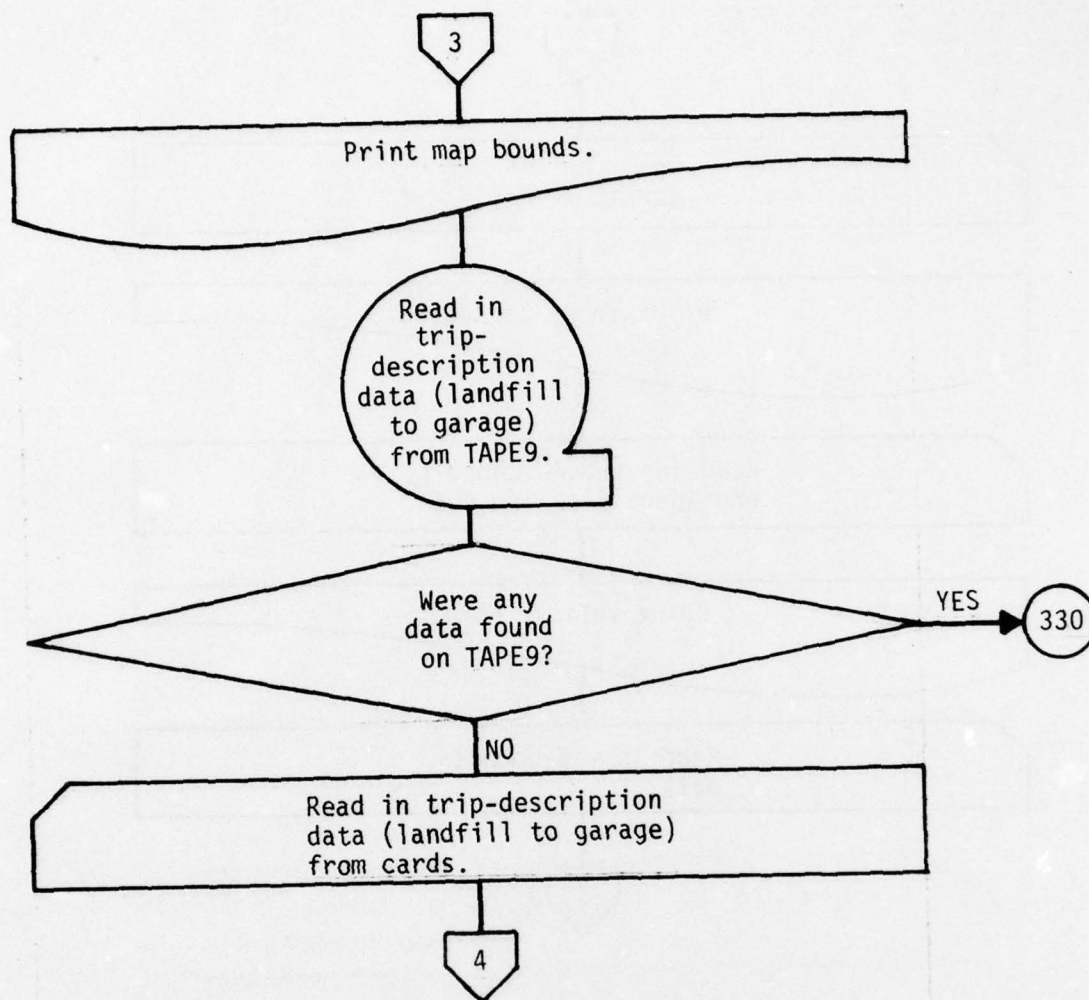 3
Print map bounds.
Read in
trip-
description
data (landfill
to garage)
from TAPE9.
Were any
data found
on TAPE9?
YES
330
NO
Read in trip-description
data (landfill to garage)
from cards.
4